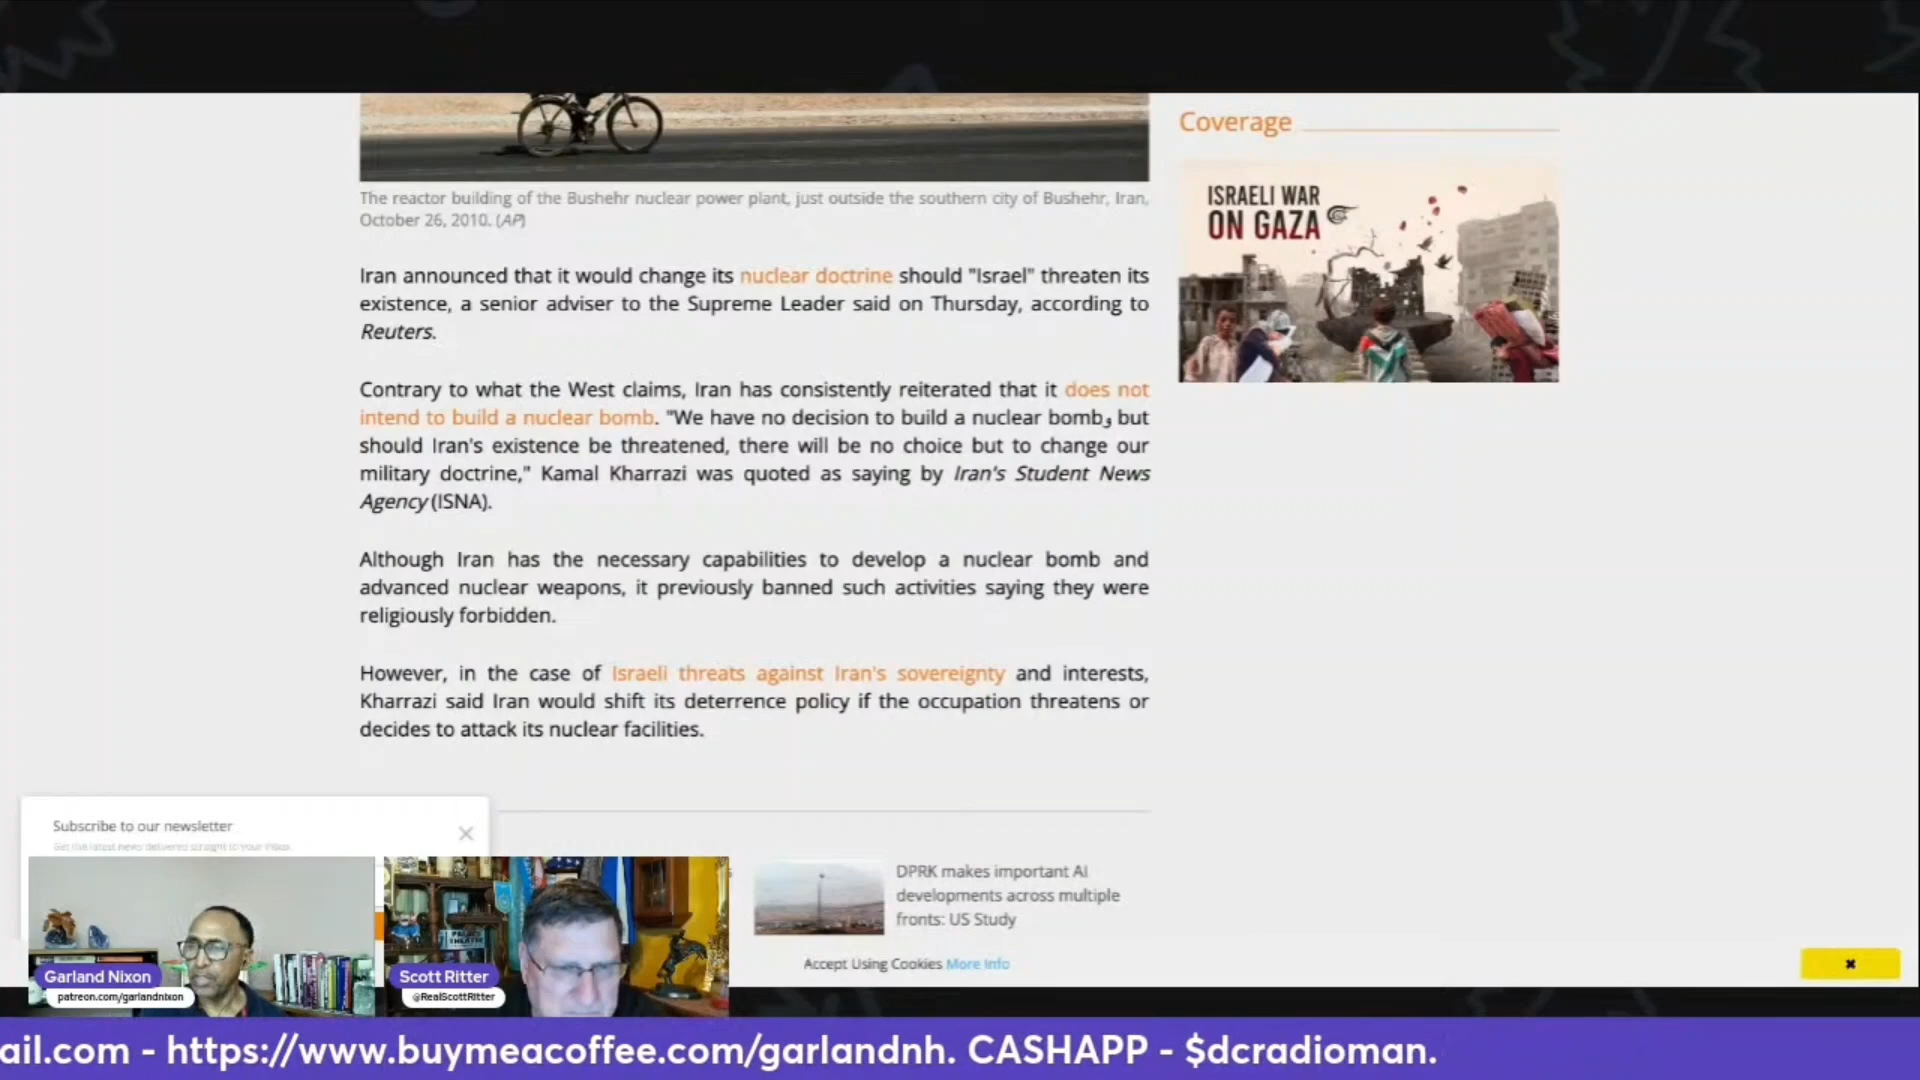 Coverage
ISRAELI WAR
ON GAZA
The reactor building of the Bushehr nuclear power plant, just outside the southern city of Bushehr, Iran,
October 26, 2010. (AP)
Iran announced that it would change its nuclear doctrine should "Israel" threaten its
existence, a senior adviser to the Supreme Leader said on Thursday, according to
Reuters.
Contrary to what the West claims, Iran has consistently reiterated that it does not
intend to build a nuclear bomb. "We have no decision to build a nuclear bomb, but
should Iran's existence be threatened, there will be no choice but to change our
military doctrine," Kamal Kharrazi was quoted as saying by Iran's Student News
Agency (ISNA).
Although Iran has the necessary capabilities to develop a nuclear bomb and
advanced nuclear weapons, it previously banned such activities saying they were
religiously forbidden.
However, in the case of Israeli threats against Iran's sovereignty and interests,
Kharrazi said Iran would shift its deterrence policy if the occupation threatens or
decides to attack its nuclear facilities.
Subscribe to our newsletter
Get the latest news delivered straight to your inbox
DPRK makes important AI
developments across multiple
fronts: US Study
Accept Using Cookies More Info
Garland Nixon
patreon.com/garlandnixon
Scott Ritter
@RealScottRitter
ail.com - https://www.buymeacoffee.com/garlandnh. CASHAPP - $dcradioman.